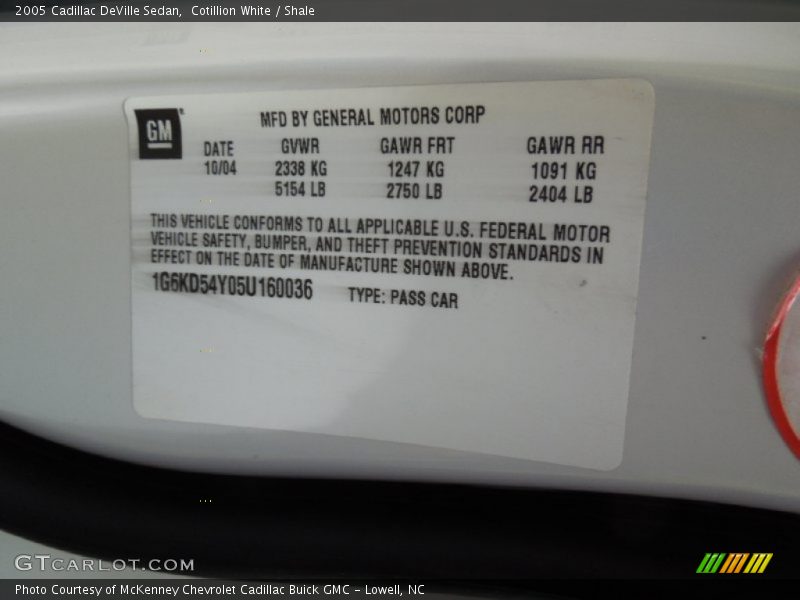 2005 Cadillac DeVille Sedan,  Cotillion White / Shale
GM
MFD BY GENERAL MOTORS CORP
DATE GVWR GAWR FRT GAWR RR
10/04 2338 KG 1247 KG 1091 KG
5154 LB 2750 LB 2404 LB
THIS VEHICLE CONFORMS TO ALL APPLICABLE U.S. FEDERAL MOTOR
VEHICLE SAFETY, BUMPER, AND THEFT PREVENTION STANDARDS IN
EFFECT ON THE DATE OF MANUFACTURE SHOWN ABOVE.
1G6KD54Y05U160036 TYPE: PASS CAR
GTCARLOT.COM
Photo Courtesy of McKenney Chevrolet Cadillac Buick GMC - Lowell, NC